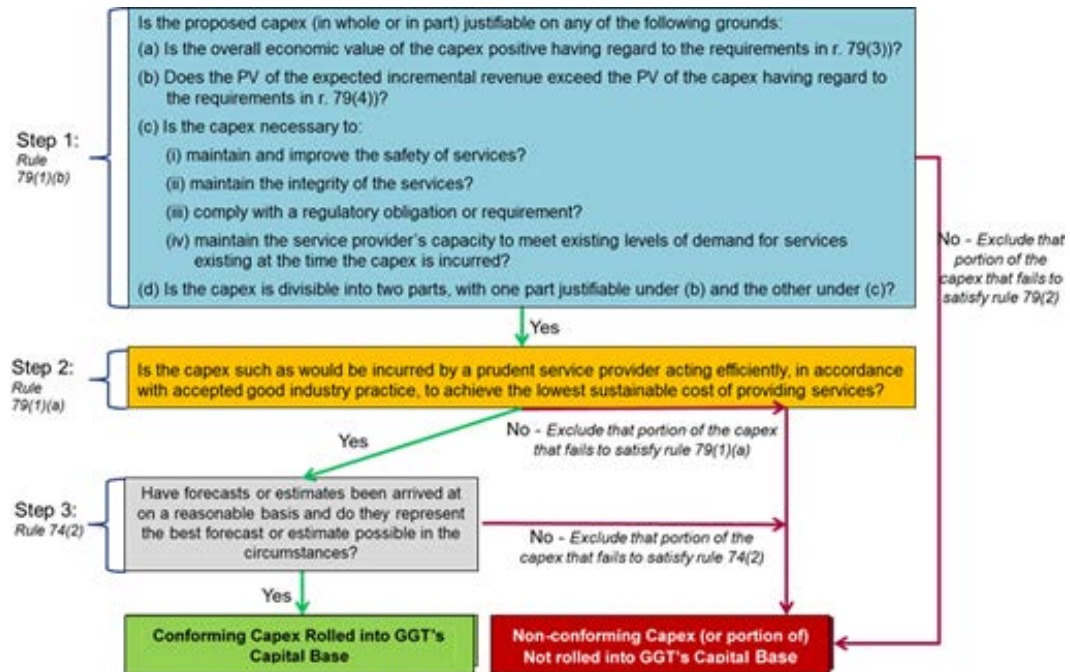 Is the proposed capex (in whole or in part) justifiable on any of the following grounds:
(a) Is the overall economic value of the capex positive having regard to the requirements in r. 79(3))?
(b) Does the PV of the expected incremental revenue exceed the PV of the capex having regard to
the requirements in r. 79(4))?
Step 1:
Rule
79(1)(b)
(c) Is the capex necessary to:
(i) maintain and improve the safety of services?
(ii) maintain the integrity of the services?
(iii) comply with a regulatory obligation or requirement?
(iv) maintain the service provider's capacity to meet existing levels of demand for services
existing at the time the capex is incurred?
(d) Is the capex is divisible into two parts, with one part justifiable under (b) and the other under (c)?
No - Exclude that
portion of the
capex that fails to
satisfy rule 79(2)
Yes
Step 2:
Rule
79(1)(a)
Is the capex such as would be incurred by a prudent service provider acting efficiently, in accordance
with accepted good industry practice, to achieve the lowest sustainable cost of providing services?
Yes
No - Exclude that portion of the capex
that fails to satisfy rule 79(1)(a)
Step 3:
Rule 74(2)
Have forecasts or estimates been arrived at
on a reasonable basis and do they represent
the best forecast or estimate possible in the
circumstances?
No - Exclude that portion of the
capex that fails to satisfy rule 74(2)
Yes
Conforming Capex Rolled into GGT's
Capital Base
Non-conforming Capex (or portion of)
Not rolled into GGT's Capital Base